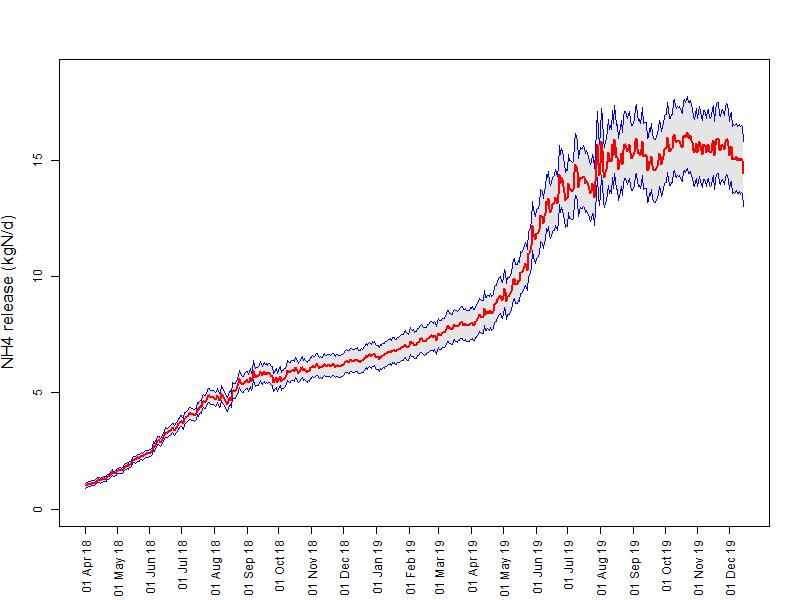 NH4 release (kgN/d)
15
10
5
0
01 Apr 18
01 May 18
01 Jun 18
01 Jul 18
01 Aug 18
01 Sep 18
01 Oct 18
01 Nov 18
01 Dec 18
01 Jan 19
01 Feb 19
01 Mar 19
01 Apr 19
01 May 19
01 Jun 19
01 Jul 19
01 Aug 19
01 Sep 19
01 Oct 19
01 Nov 19
01 Dec 19